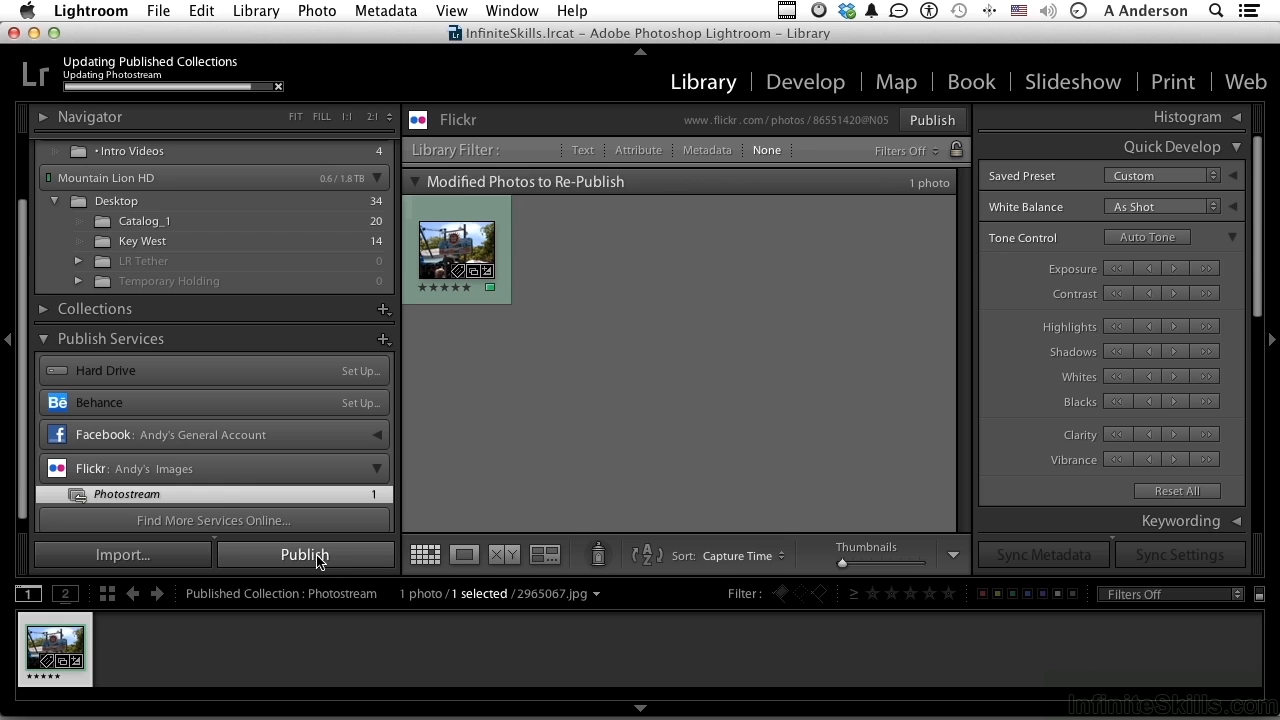 Lightroom File Edit Library Photo Metadata View Window Help A Anderson
InfiniteSkills.lrcat - Adobe Photoshop Lightroom - Library
Lr
Updating Published Collections
Updating Photostream
Library | Develop | Map | Book | Slideshow | Print | Web
Navigator FIT FILL 1:1 2:1
Intro Videos 4
Mountain Lion HD 0.6 / 1.8 TB
Desktop 34
Catalog_1 20
Key West 14
LR Tether 0
Temporary Holding 0
Collections
Publish Services
Hard Drive Set Up...
Bē Behance Set Up...
f Facebook: Andy's General Account
Flickr: Andy's Images
Photostream 1
Find More Services Online...
Import... Publish
Flickr www.flickr.com/photos/86551420@N05 Publish
Library Filter: Text Attribute Metadata None Filters Off
Modified Photos to Re-Publish 1 photo
★★★★★
X Y A Z Sort: Capture Time Thumbnails
Histogram
Quick Develop
Saved Preset Custom
White Balance As Shot
Tone Control Auto Tone
Exposure
Contrast
Highlights
Shadows
Whites
Blacks
Clarity
Vibrance
Reset All
Keywording
Sync Metadata Sync Settings
1 2 Published Collection : Photostream 1 photo / 1 selected / 2965067.jpg Filter : ≥ ★★★★★ Filters Off
★★★★★
InfiniteSkills.com